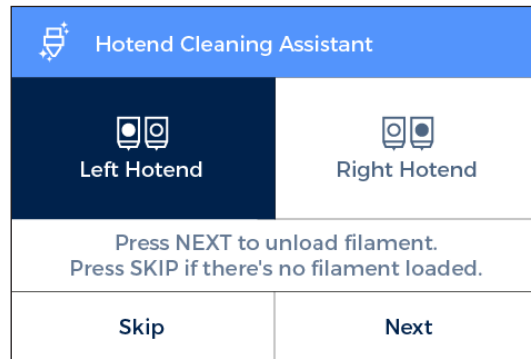 Hotend Cleaning Assistant
Left Hotend
Right Hotend
Press NEXT to unload filament.
Press SKIP if there's no filament loaded.
Skip
Next